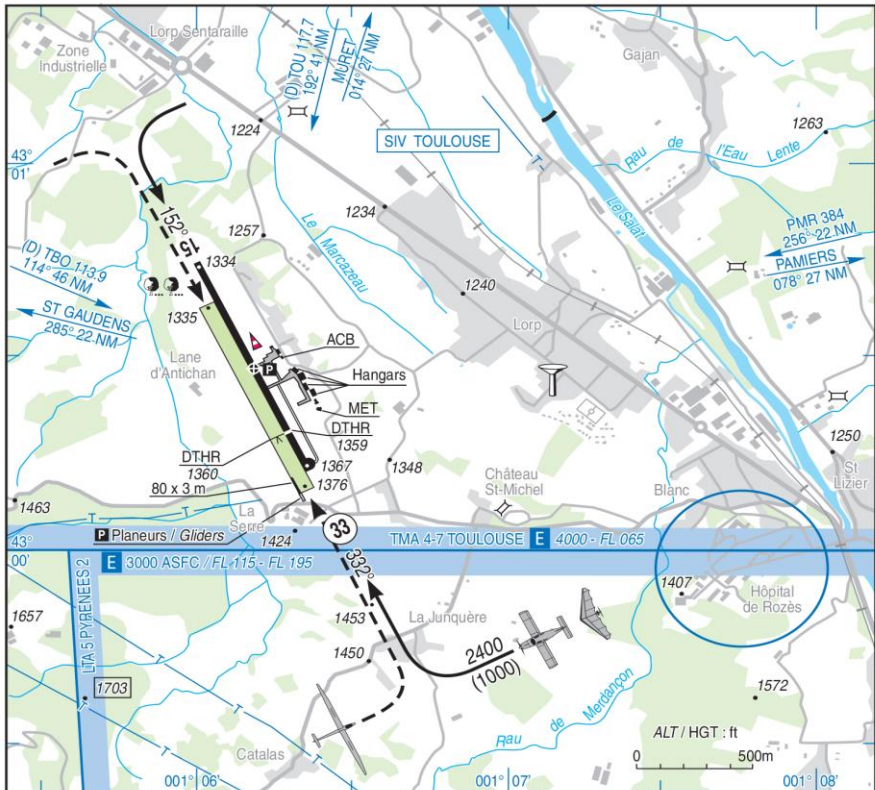 Lorp Sentaraille
Zone
Industrielle
(D) TOU 117.7
192° 41 NM
MURET
014° 27 NM
Gajan
1224
1263
SIV TOULOUSE
Rau de l'Eau Lente
43°
01'
152°
15
1234
Le Salat
1257
Le Marcazeau
PMR 384
256° 22 NM
PAMIERS
078° 27 NM
(D) TBO 113.9
114° 46 NM
1334
1240
ST GAUDENS
285° 22 NM
1335
Lorp
ACB
Lane
d'Antichan
P
Hangars
MET
DTHR
1359
DTHR
1360
1367
1348
1250
St
Lizier
80 x 3 m
1376
Château
St-Michel
Blanc
1463
La
Serre
33
P Planeurs / Gliders
1424
TMA 4-7 TOULOUSE E 4000 - FL 065
43°
00'
E 3000 ASFC / FL 115 - FL 195
332°
1407
Hôpital
de Rozès
LTA 5 PYRENEES 2
1657
1453
La Junquère
1450
2400
(1000)
1703
1572
Rau de Merdançon
ALT / HGT : ft
0 500m
Catalas
001° 06'
001° 07'
001° 08'
T
T
T
T
T
T
T